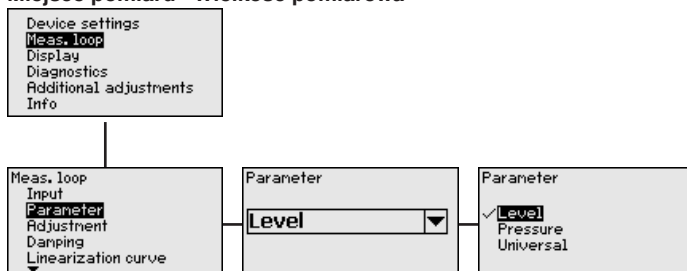 Miejsce pomiaru - Wielkość pomiarowa
Device settings
Meas. loop
Display
Diagnostics
Additional adjustments
Info
Meas. loop
Input
Parameter
Adjustment
Damping
Linearization curve
Parameter
Level
Parameter
Level
Pressure
Universal